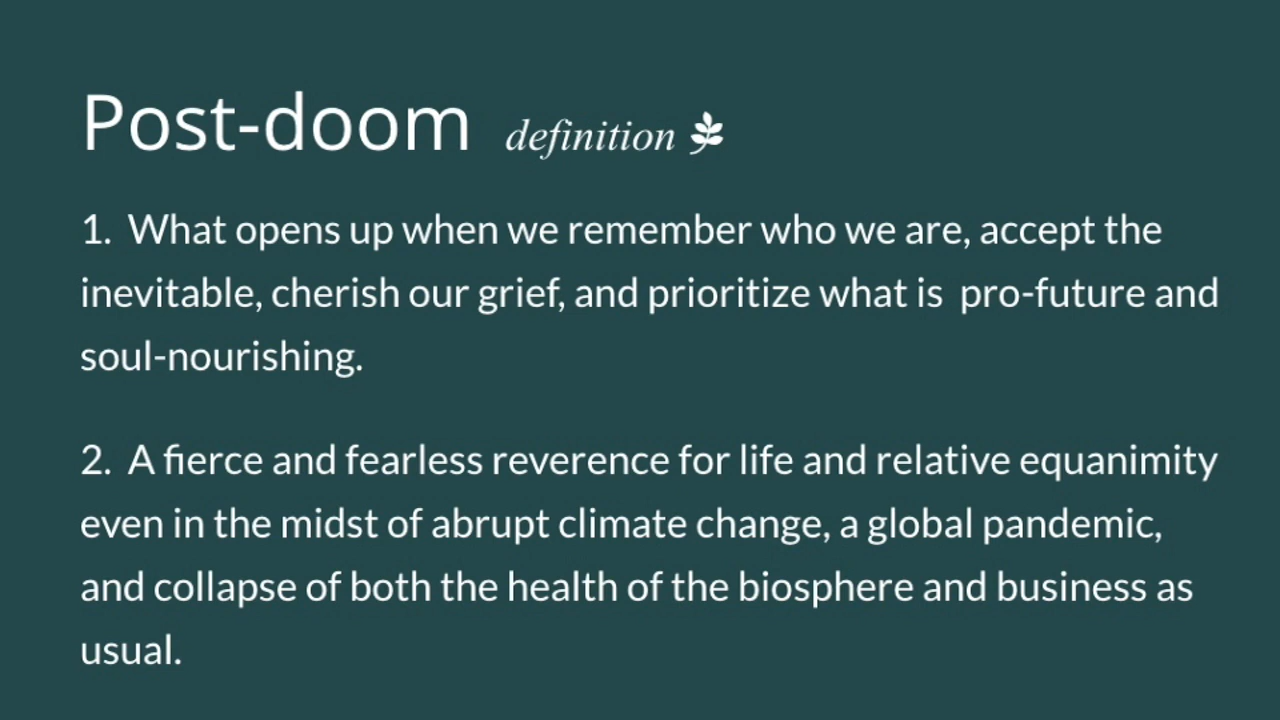 Post-doom definition
1. What opens up when we remember who we are, accept the
inevitable, cherish our grief, and prioritize what is  pro-future and
soul-nourishing.
2. A fierce and fearless reverence for life and relative equanimity
even in the midst of abrupt climate change, a global pandemic,
and collapse of both the health of the biosphere and business as
usual.